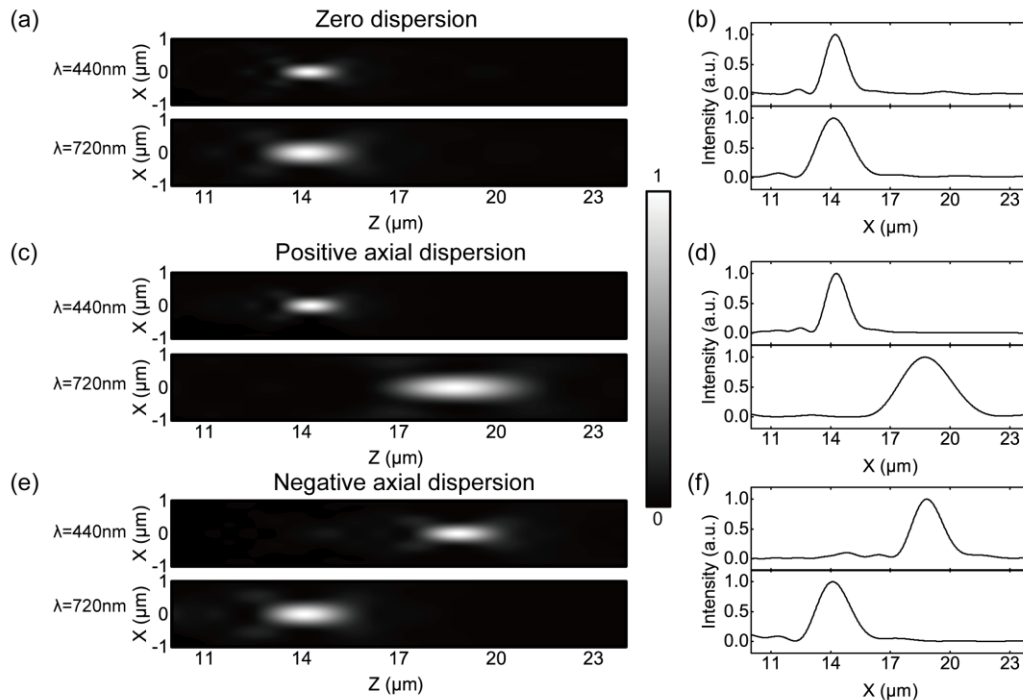 (a)
Zero dispersion
λ=440nm
X (μm)
1
0
-1
λ=720nm
X (μm)
1
0
-1
11 14 17 20 23
Z (μm)
(b)
Intensity (a.u.)
1.0
0.5
0.0
1.0
0.5
0.0
11 14 17 20 23
X (μm)
1
0
(c)
Positive axial dispersion
λ=440nm
X (μm)
1
0
-1
λ=720nm
X (μm)
1
0
-1
11 14 17 20 23
Z (μm)
(d)
Intensity (a.u.)
1.0
0.5
0.0
1.0
0.5
0.0
11 14 17 20 23
X (μm)
(e)
Negative axial dispersion
λ=440nm
X (μm)
1
0
-1
λ=720nm
X (μm)
1
0
-1
11 14 17 20 23
Z (μm)
(f)
Intensity (a.u.)
1.0
0.5
0.0
1.0
0.5
0.0
11 14 17 20 23
X (μm)